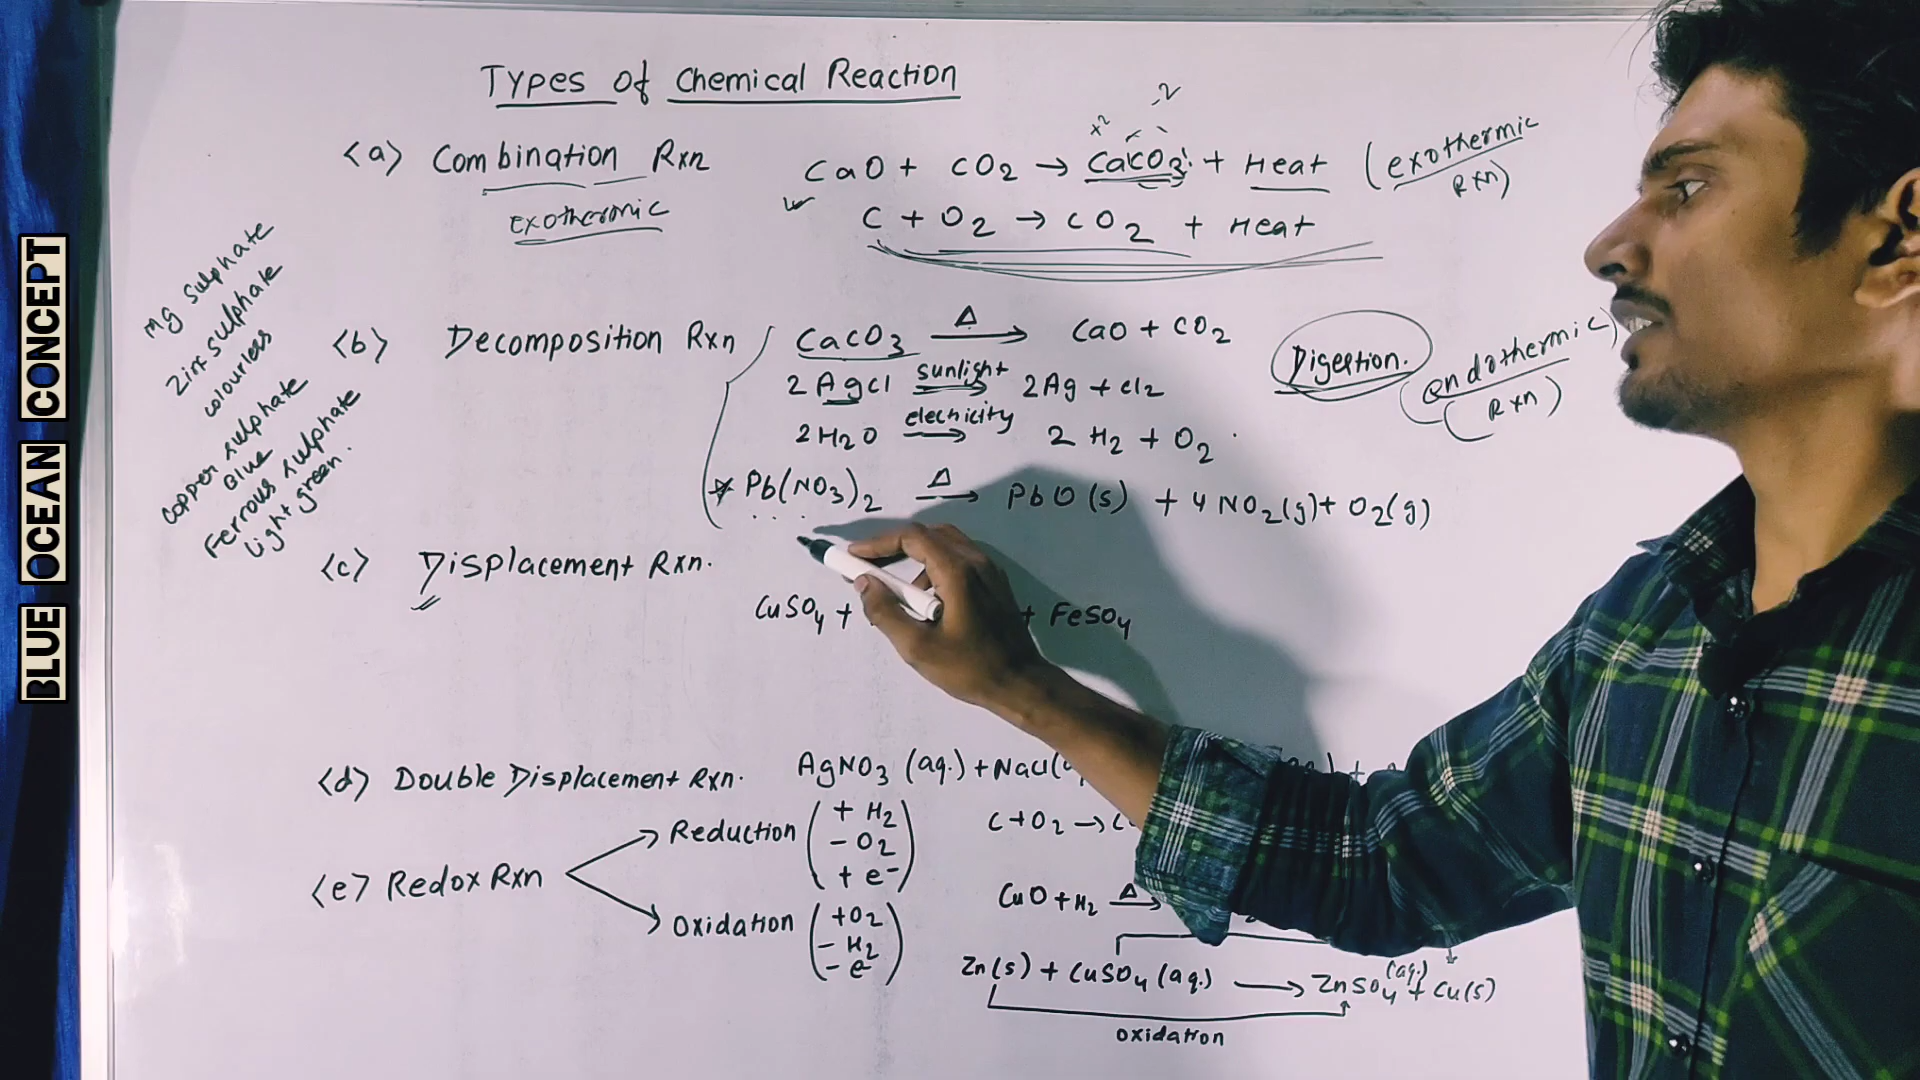 Types of Chemical Reaction
<a> Combination Rxn
exothermic
CaO + CO2 → CaCO3 + Heat (exothermic Rxn)
C + O2 → CO2 + Heat
+2
-2
Mg sulphate
Zinc sulphate
colourless
copper sulphate
Blue
Ferrous sulphate
Light green.
<b> Decomposition Rxn
CaCO3 Δ→ CaO + CO2
2AgCl sunlight→ 2Ag + Cl2
2H2O electricity→ 2H2 + O2
Pb(NO3)2 Δ→ PbO(s) + 4NO2(g) + O2(g)
Digestion.
(endothermic Rxn)
<c> Displacement Rxn.
CuSO4 + + FeSO4
<d> Double Displacement Rxn.
AgNO3 (aq.) + NaCl(
<e> Redox Rxn
Reduction ( + H2
- O2
+ e-)
Oxidation ( +O2
- H2
- e-)
C + O2 →
CuO + H2 Δ→
Zn(s) + CuSO4 (aq.) → ZnSO4 (aq.) + Cu(s)
oxidation
BLUE OCEAN CONCEPT